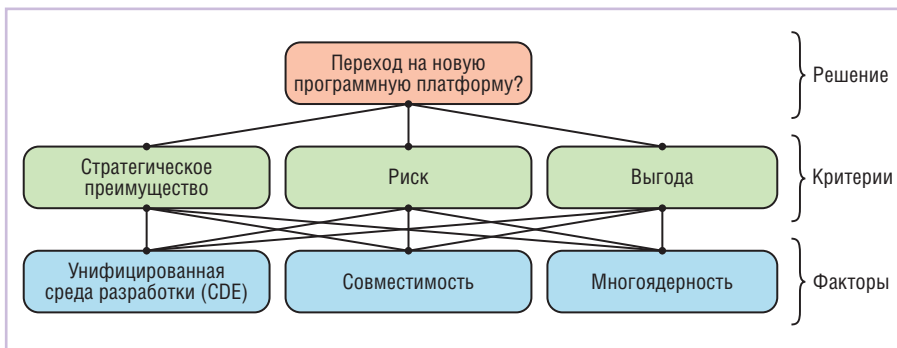 Переход на новую
программную платформу?
Решение
Стратегическое
преимущество
Риск
Выгода
Критерии
Унифицированная
среда разработки (CDE)
Совместимость
Многоядерность
Факторы